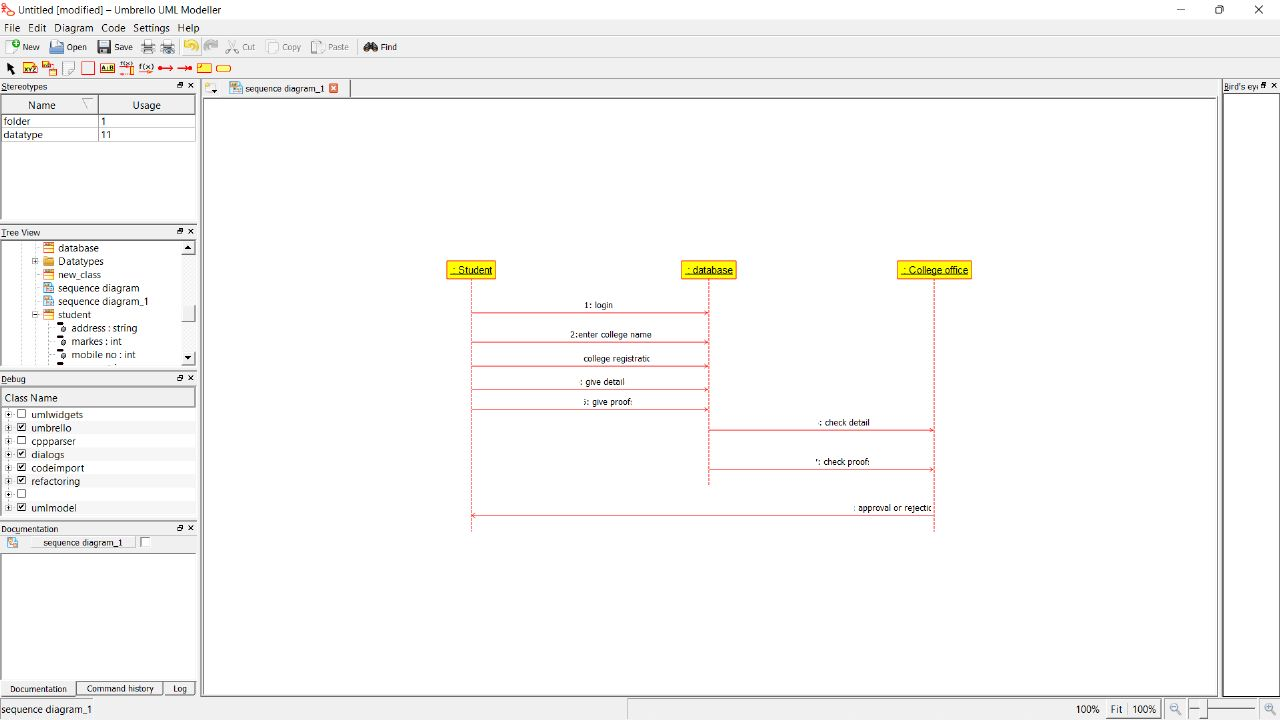 Untitled [modified] – Umbrello UML Modeller
File Edit Diagram Code Settings Help
New Open Save Cut Copy Paste Find
Stereotypes
sequence diagram_1
Bird's eye
Name Usage
folder 1
datatype 11
Tree View
database
Datatypes
new_class
sequence diagram
sequence diagram_1
student
address : string
markes : int
mobile no : int
: Student : database : College office
1: login
2:enter college name
college registratic
: give detail
5: give proof:
: check detail
': check proof:
: approval or rejectic
Debug
Class Name
umlwidgets
umbrello
cppparser
dialogs
codeimport
refactoring
umlmodel
Documentation
sequence diagram_1
Documentation Command history Log
sequence diagram_1
100% Fit 100%